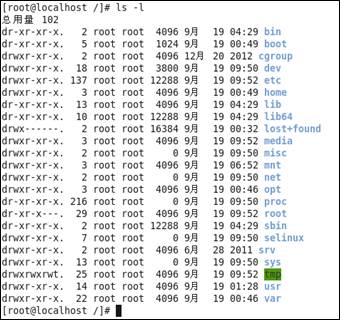 [root@localhost /]# ls -l
总用量 102
dr-xr-xr-x.   2 root root  4096 9月  19 04:29 bin
dr-xr-xr-x.   5 root root  1024 9月  19 00:49 boot
drwxr-xr-x.   2 root root  4096 12月  20 2012 cgroup
drwxr-xr-x.  18 root root  3800 9月  19 09:50 dev
drwxr-xr-x. 137 root root 12288 9月  19 09:52 etc
drwxr-xr-x.   3 root root  4096 9月  19 00:49 home
dr-xr-xr-x.  13 root root  4096 9月  19 04:29 lib
dr-xr-xr-x.  10 root root 12288 9月  19 04:29 lib64
drwx------.   2 root root 16384 9月  19 00:32 lost+found
drwxr-xr-x.   3 root root  4096 9月  19 09:52 media
drwxr-xr-x.   2 root root     0 9月  19 09:50 misc
drwxr-xr-x.   3 root root  4096 9月  19 06:52 mnt
drwxr-xr-x.   2 root root     0 9月  19 09:50 net
drwxr-xr-x.   3 root root  4096 9月  19 00:46 opt
dr-xr-xr-x. 216 root root     0 9月  19 09:50 proc
dr-xr-x---.  29 root root  4096 9月  19 09:52 root
dr-xr-xr-x.   2 root root 12288 9月  19 04:29 sbin
drwxr-xr-x.   7 root root     0 9月  19 09:50 selinux
drwxr-xr-x.   2 root root  4096 6月  28 2011 srv
drwxr-xr-x.  13 root root     0 9月  19 09:50 sys
drwxrwxrwt.  25 root root  4096 9月  19 09:52 tmp
drwxr-xr-x.  14 root root  4096 9月  19 01:28 usr
drwxr-xr-x.  22 root root  4096 9月  19 00:46 var
[root@localhost /]#